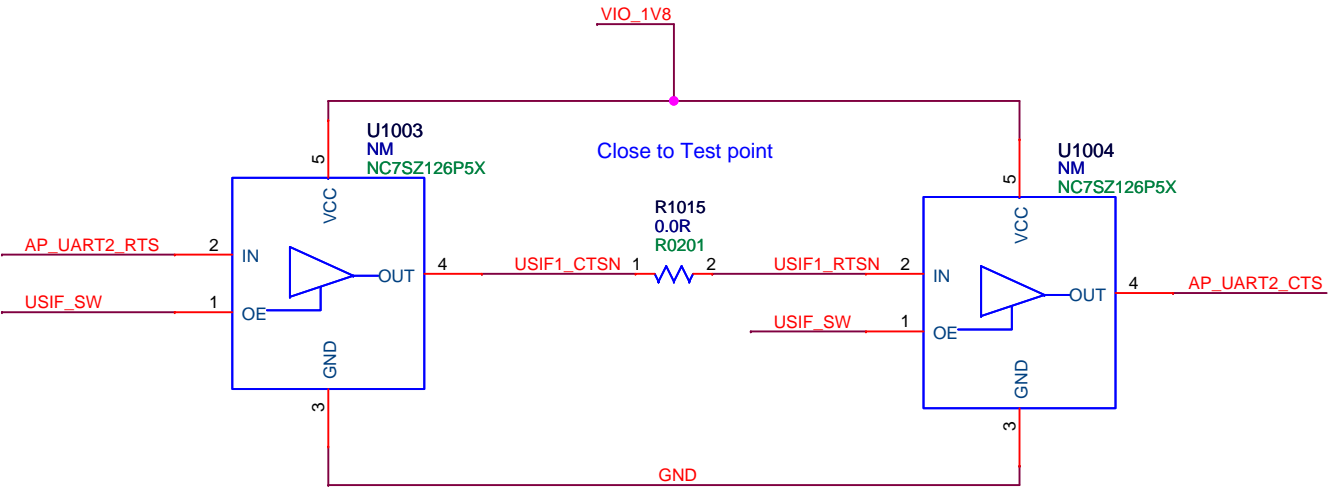 VIO_1V8
U1003
NM
NC7SZ126P5X
Close to Test point
U1004
NM
NC7SZ126P5X
5
VCC
5
VCC
R1015
0.0R
R0201
AP_UART2_RTS 2 IN
OUT 4 USIF1_CTSN 1 2 USIF1_RTSN 2 IN
USIF_SW 1 OE
OUT 4 AP_UART2_CTS
USIF_SW 1 OE
GND
3
GND
3
GND